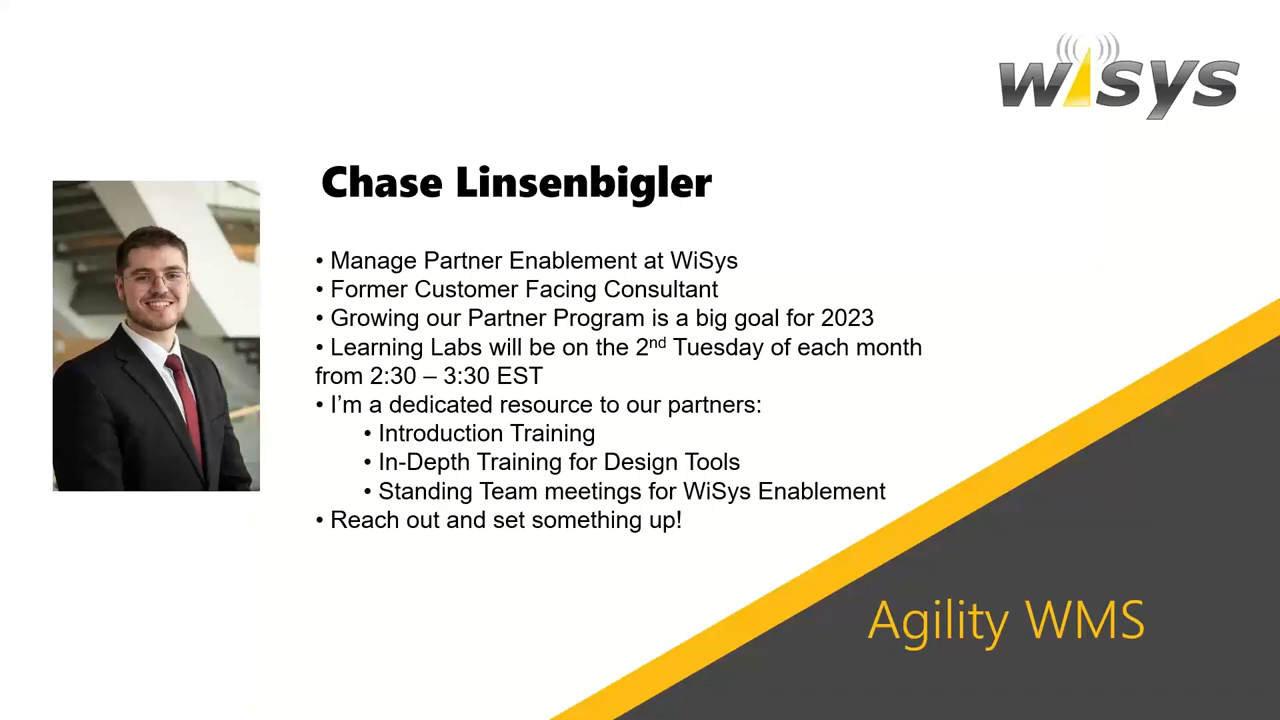 wisys
Chase Linsenbigler
• Manage Partner Enablement at WiSys
• Former Customer Facing Consultant
• Growing our Partner Program is a big goal for 2023
• Learning Labs will be on the 2nd Tuesday of each month
from 2:30 – 3:30 EST
• I’m a dedicated resource to our partners:
• Introduction Training
• In-Depth Training for Design Tools
• Standing Team meetings for WiSys Enablement
• Reach out and set something up!
Agility WMS